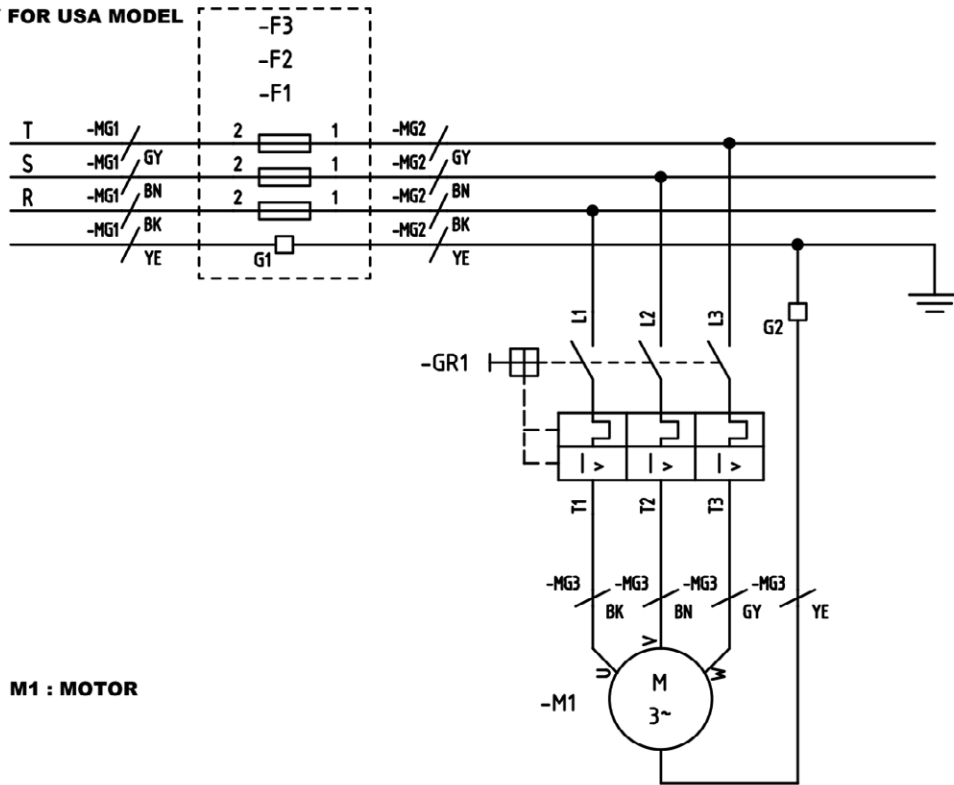 FOR USA MODEL
-F3
-F2
-F1
T -MG1 2 1 -MG2
GY GY
S -MG1 2 1 -MG2
BN BN
R -MG1 2 1 -MG2
BK BK
-MG1 G1 -MG2
YE YE
L1 L2 L3 G2
-GR1
I > I > I >
T1 T2 T3
-MG3 -MG3 -MG3 -MG3
BK BN GY YE
U V W
-M1 M
3~
M1 : MOTOR